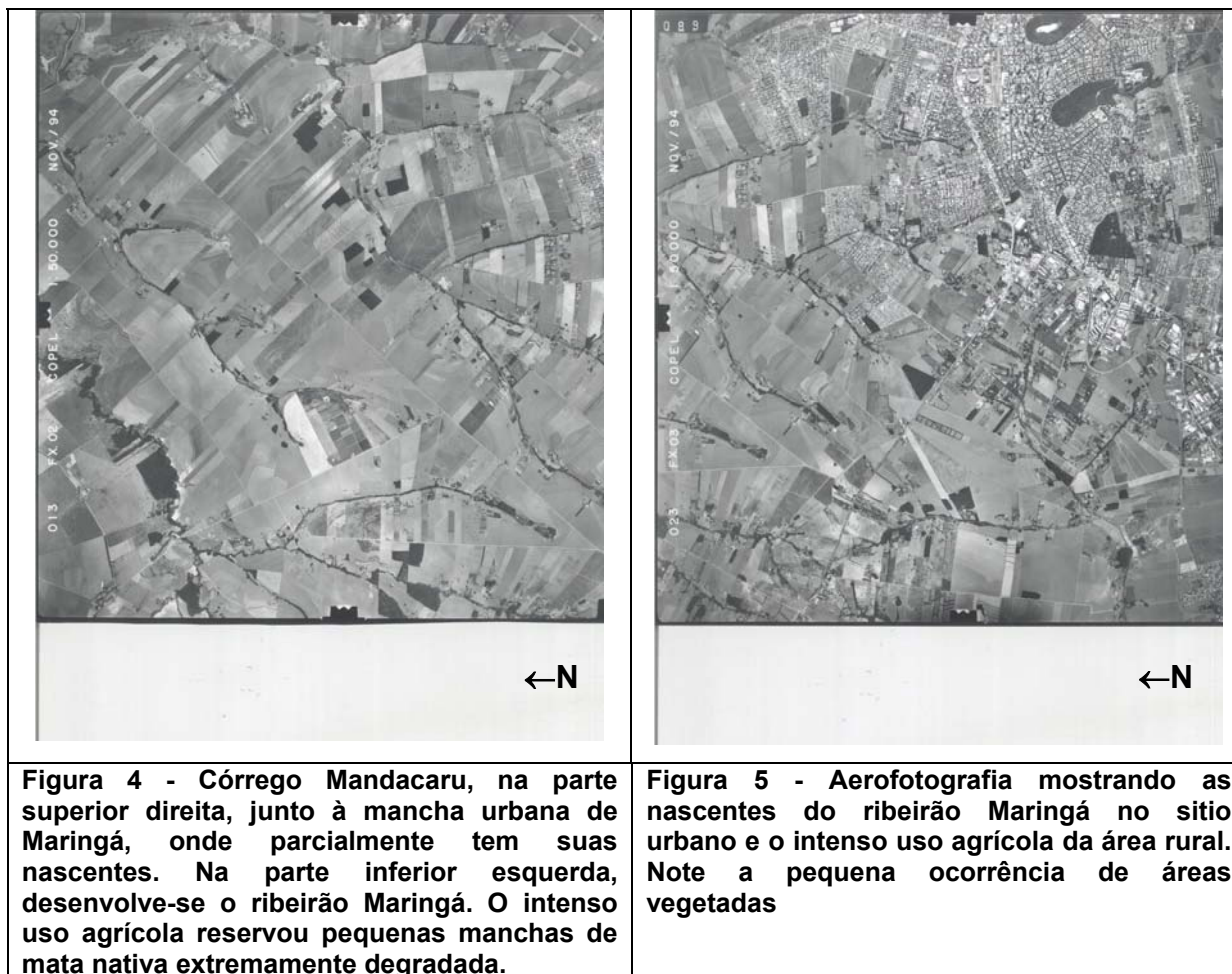 089
NOV/94
1:50.000
COPEL
FX 02
013
NOV/94
1:50.000
COPEL
FX 03
023
←N
←N
Figura 4 - Córrego Mandacaru, na parte
superior direita, junto à mancha urbana de
Maringá, onde parcialmente tem suas
nascentes. Na parte inferior esquerda,
desenvolve-se o ribeirão Maringá. O intenso
uso agrícola reservou pequenas manchas de
mata nativa extremamente degradada.
Figura 5 - Aerofotografia mostrando as
nascentes do ribeirão Maringá no sitio
urbano e o intenso uso agrícola da área rural.
Note a pequena ocorrência de áreas
vegetadas